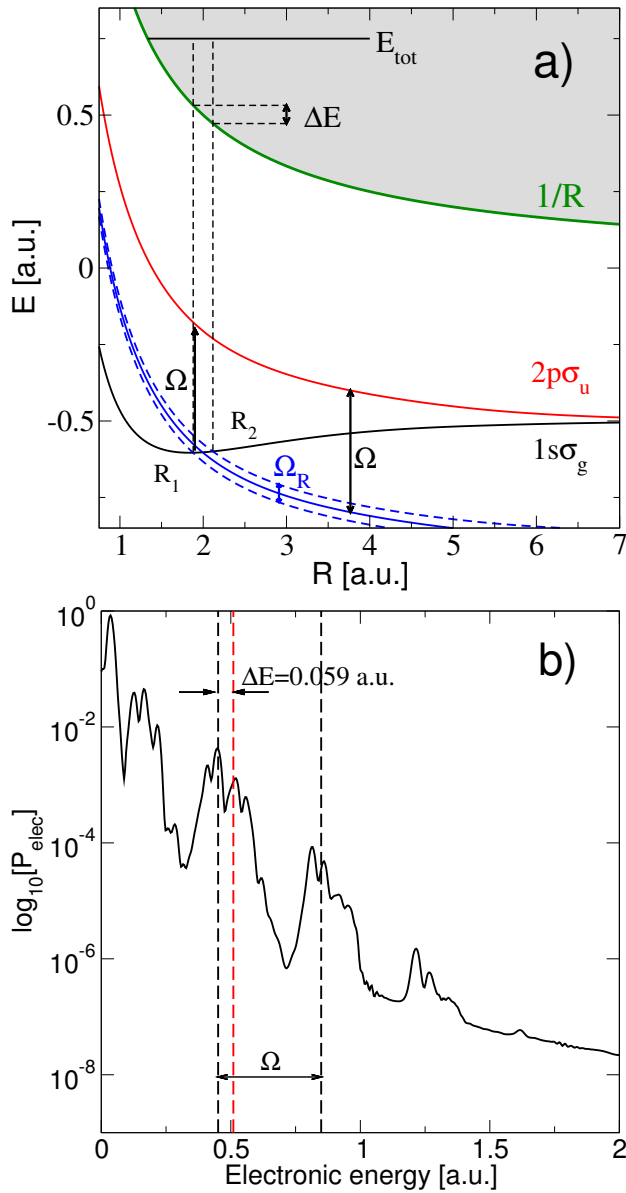 E_tot
a)
0.5
ΔE
1/R
E [a.u.]
0
Ω
2pσ_u
-0.5
R_2
Ω
1sσ_g
R_1
Ω_R
1 2 3 4 5 6 7
R [a.u.]
10^0
b)
ΔE=0.059 a.u.
10^-2
log_10[P_elec]
10^-4
10^-6
Ω
10^-8
0 0.5 1 1.5 2
Electronic energy [a.u.]